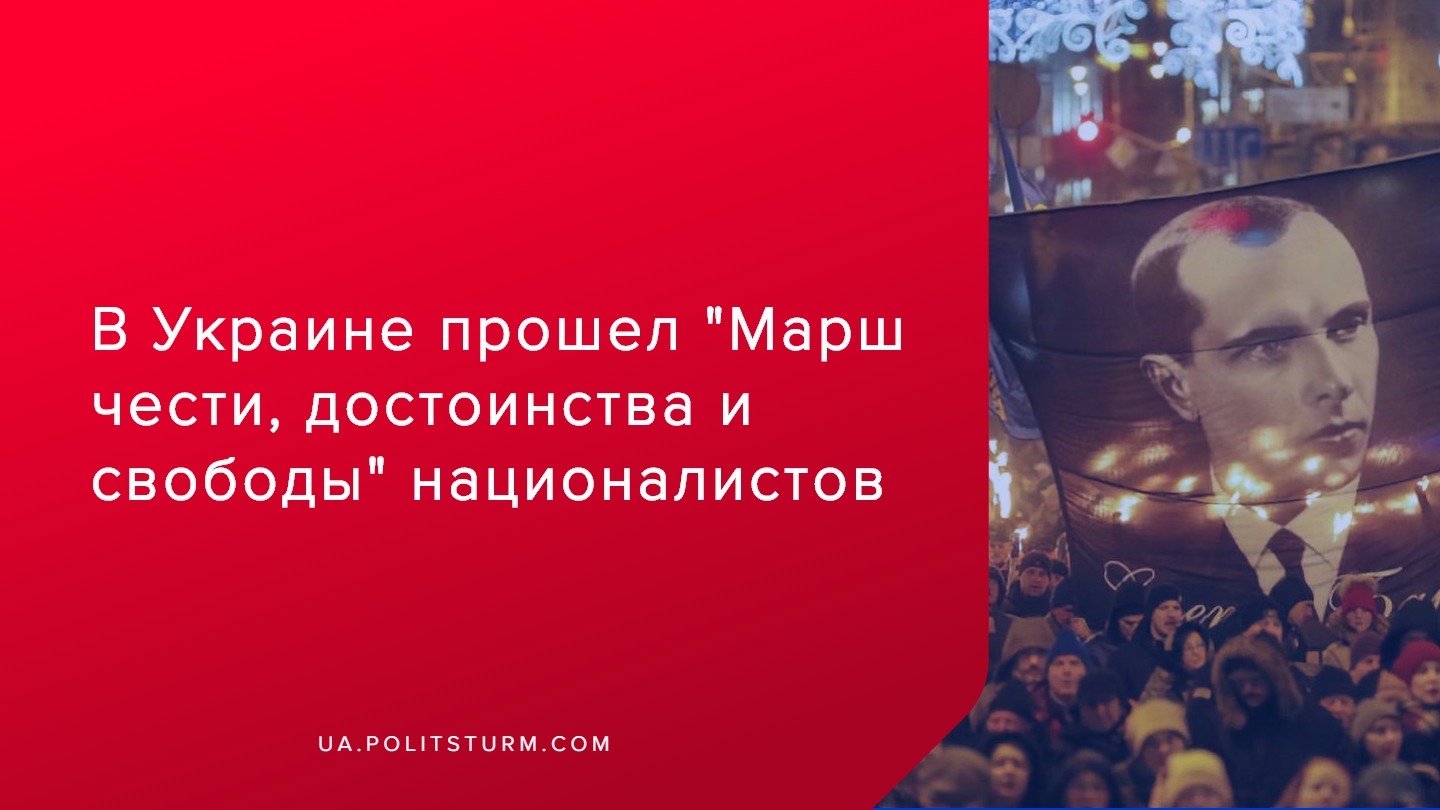 В Украине прошел "Марш
чести, достоинства и
свободы" националистов
UA.POLITSTURM.COM